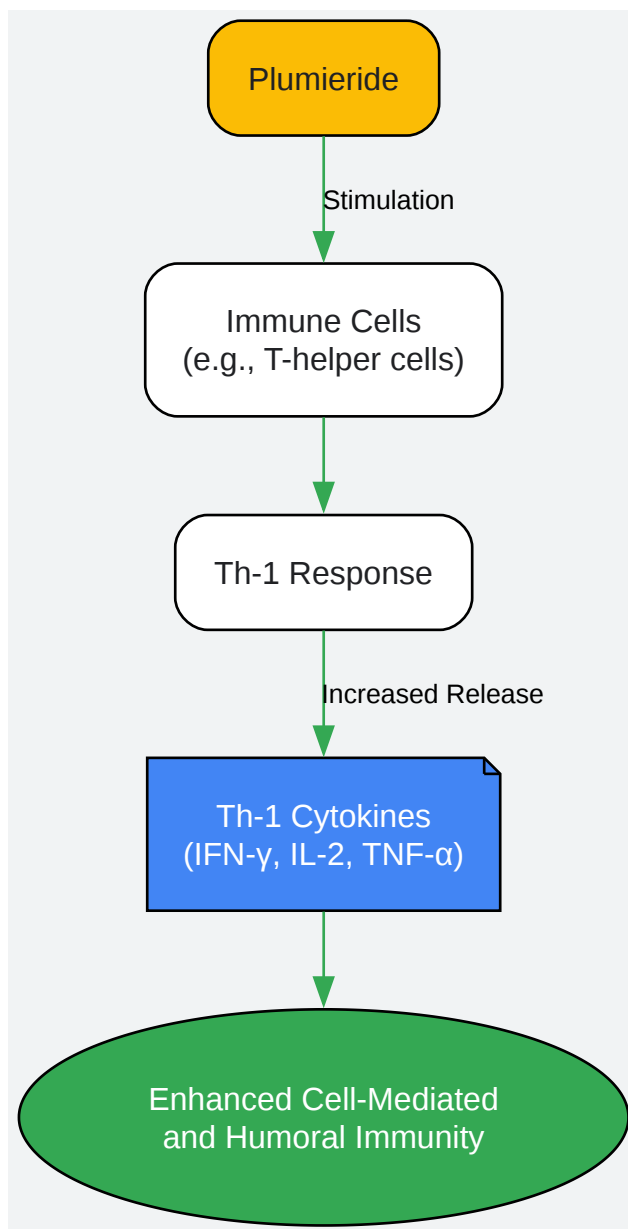 Plumieride
Stimulation
Immune Cells
(e.g., T-helper cells)
Th-1 Response
Increased Release
Th-1 Cytokines
(IFN-γ, IL-2, TNF-α)
Enhanced Cell-Mediated
and Humoral Immunity